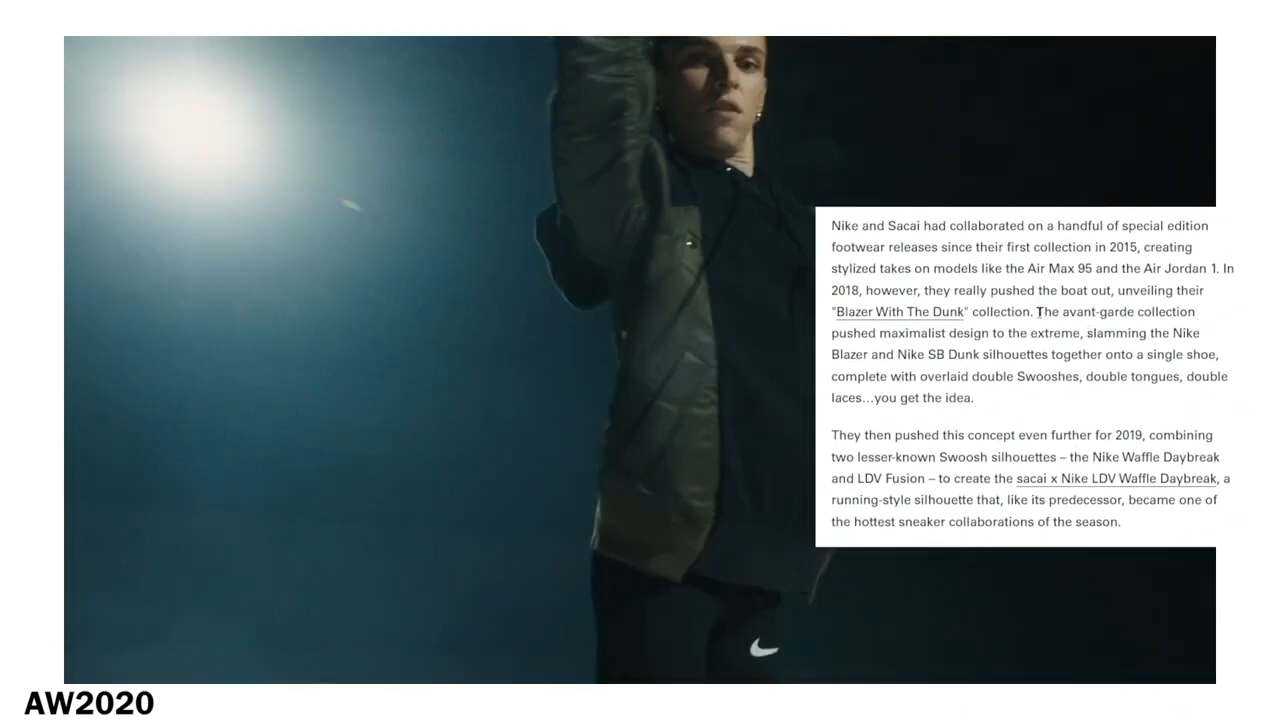 Nike and Sacai had collaborated on a handful of special edition
footwear releases since their first collection in 2015, creating
stylized takes on models like the Air Max 95 and the Air Jordan 1. In
2018, however, they really pushed the boat out, unveiling their
"Blazer With The Dunk" collection. The avant-garde collection
pushed maximalist design to the extreme, slamming the Nike
Blazer and Nike SB Dunk silhouettes together onto a single shoe,
complete with overlaid double Swooshes, double tongues, double
laces…you get the idea.
They then pushed this concept even further for 2019, combining
two lesser-known Swoosh silhouettes – the Nike Waffle Daybreak
and LDV Fusion – to create the sacai x Nike LDV Waffle Daybreak, a
running-style silhouette that, like its predecessor, became one of
the hottest sneaker collaborations of the season.
AW2020